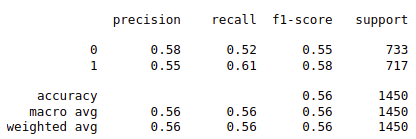 precision recall f1-score support
0 0.58 0.52 0.55 733
1 0.55 0.61 0.58 717
accuracy 0.56 1450
macro avg 0.56 0.56 0.56 1450
weighted avg 0.56 0.56 0.56 1450